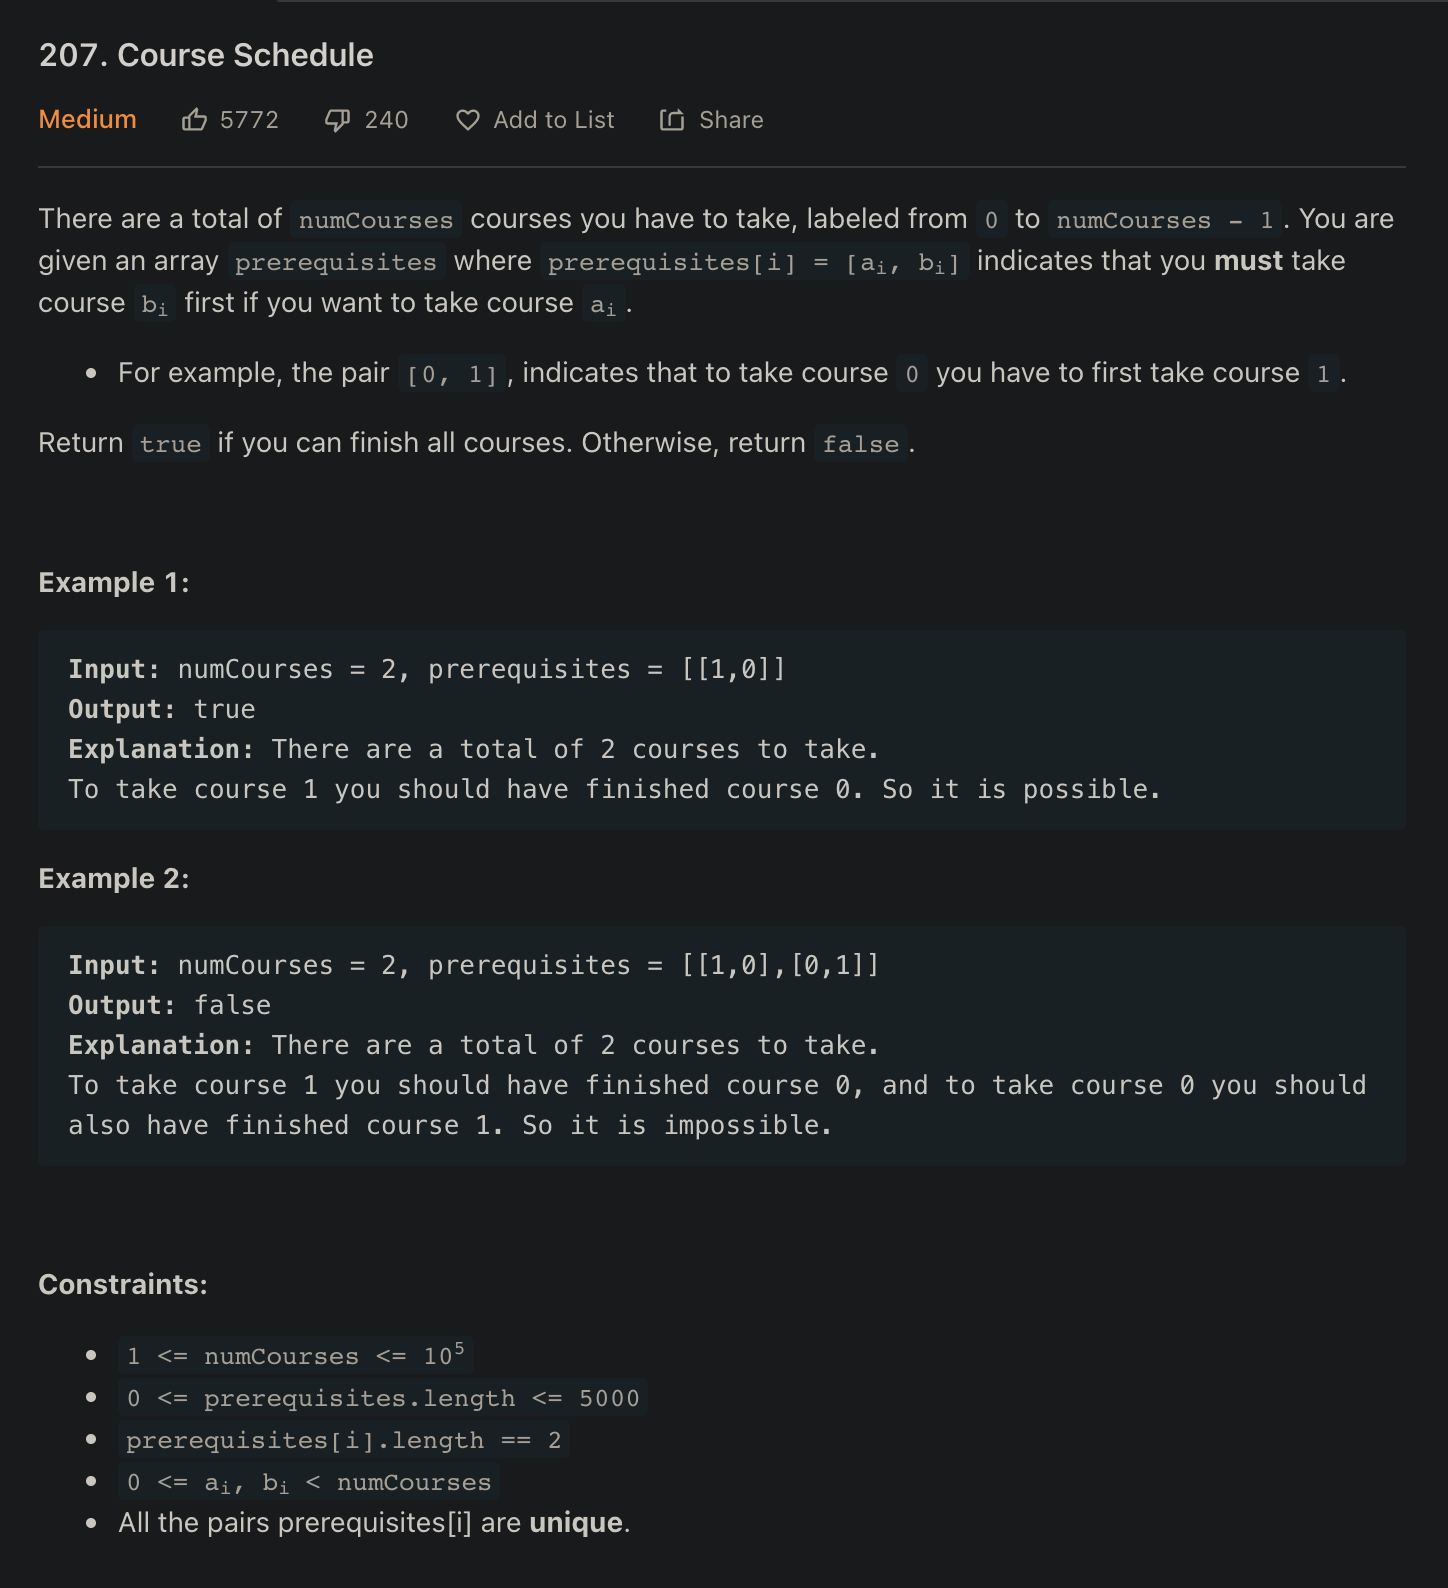 207. Course Schedule
Medium 5772 240 Add to List Share
There are a total of numCourses courses you have to take, labeled from 0 to numCourses - 1. You are
given an array prerequisites where prerequisites[i] = [aᵢ, bᵢ] indicates that you must take
course bᵢ first if you want to take course aᵢ.
• For example, the pair [0, 1], indicates that to take course 0 you have to first take course 1.
Return true if you can finish all courses. Otherwise, return false.
Example 1:
Input: numCourses = 2, prerequisites = [[1,0]]
Output: true
Explanation: There are a total of 2 courses to take.
To take course 1 you should have finished course 0. So it is possible.
Example 2:
Input: numCourses = 2, prerequisites = [[1,0],[0,1]]
Output: false
Explanation: There are a total of 2 courses to take.
To take course 1 you should have finished course 0, and to take course 0 you should
also have finished course 1. So it is impossible.
Constraints:
• 1 <= numCourses <= 10⁵
• 0 <= prerequisites.length <= 5000
• prerequisites[i].length == 2
• 0 <= aᵢ, bᵢ < numCourses
• All the pairs prerequisites[i] are unique.